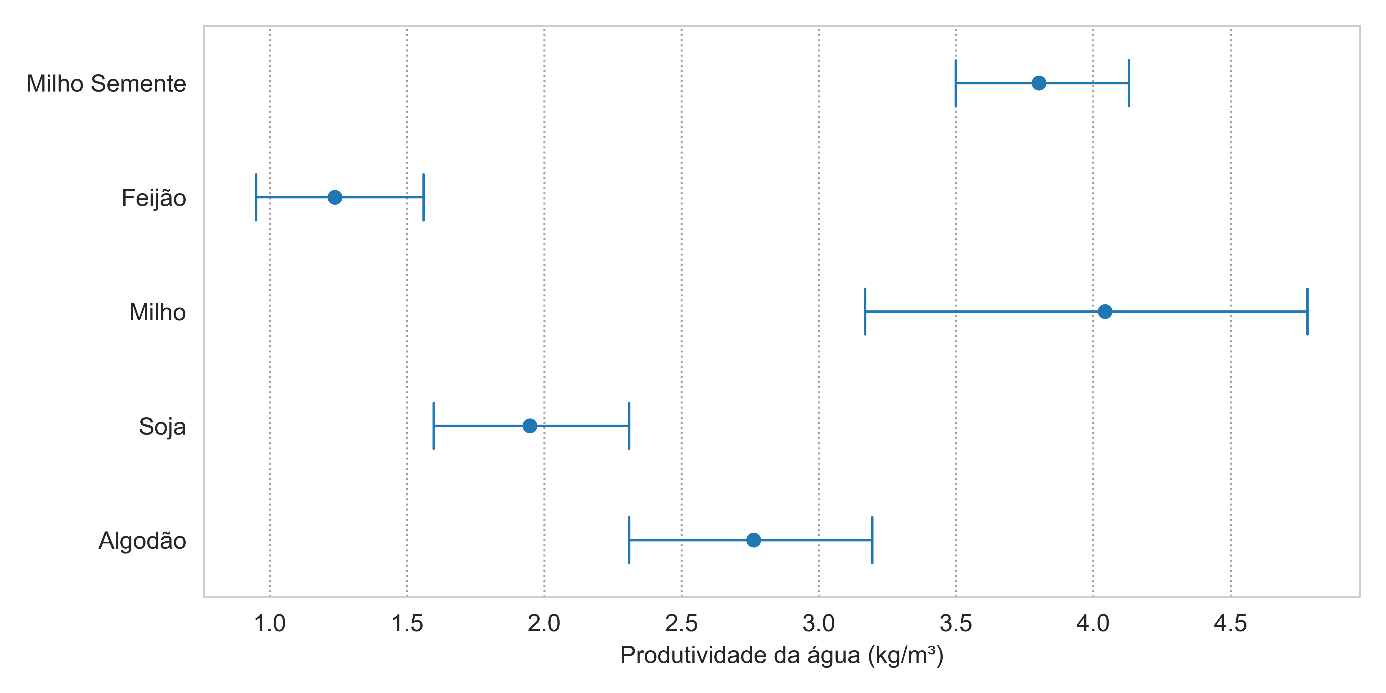 Milho Semente
Feijão
Milho
Soja
Algodão
1.0 1.5 2.0 2.5 3.0 3.5 4.0 4.5
Produtividade da água (kg/m³)